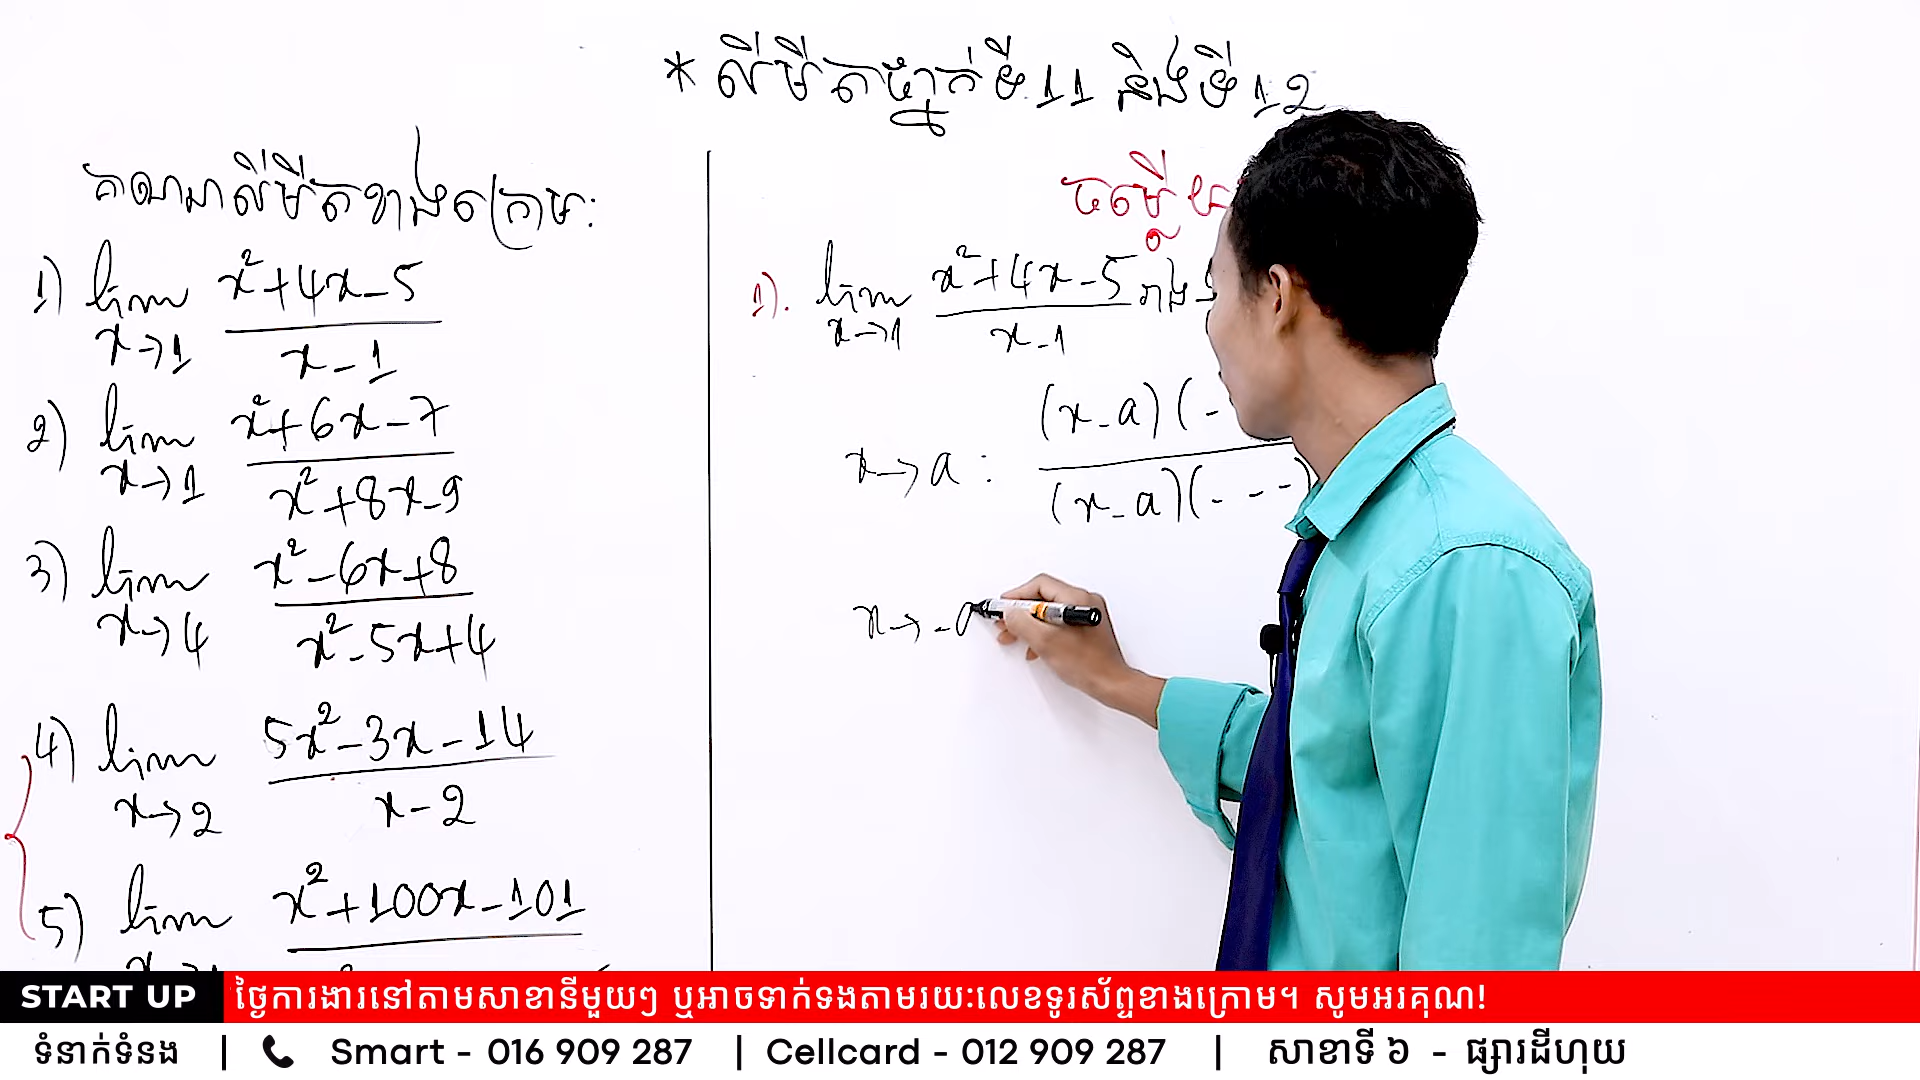 * លីមីតថ្នាក់ទី 11 និងទី 12
គណនាលីមីតខាងក្រោម:
1) lim x→1 x²+4x-5 / x-1
2) lim x→1 x²+6x-7 / x²+8x-9
3) lim x→4 x²-6x+8 / x²-5x+4
4) lim x→2 5x²-3x-14 / x-2
5) lim x²+100x-101
ចម្លើយ
1). lim x→1 x²+4x-5 / x-1 រាង
x→a : (x-a)(- / (x-a)(---)
x→-a
START UP ថ្ងៃការងារនៅតាមសាខានីមួយៗ ឬអាចទាក់ទងតាមរយៈលេខទូរស័ព្ទខាងក្រោម។ សូមអរគុណ!
ទំនាក់ទំនង | Smart - 016 909 287 | Cellcard - 012 909 287 | សាខាទី ៦ - ផ្សារដីហុយ